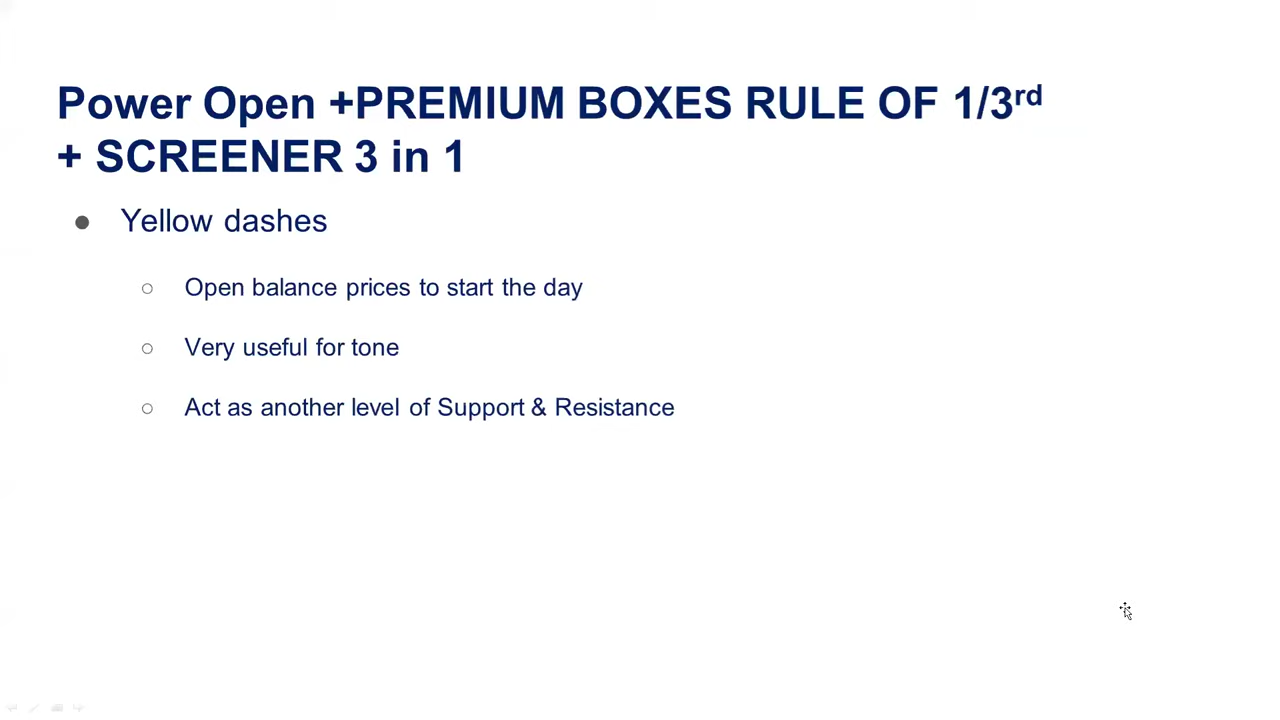 Power Open +PREMIUM BOXES RULE OF 1/3rd
+ SCREENER 3 in 1
● Yellow dashes
○ Open balance prices to start the day
○ Very useful for tone
○ Act as another level of Support & Resistance